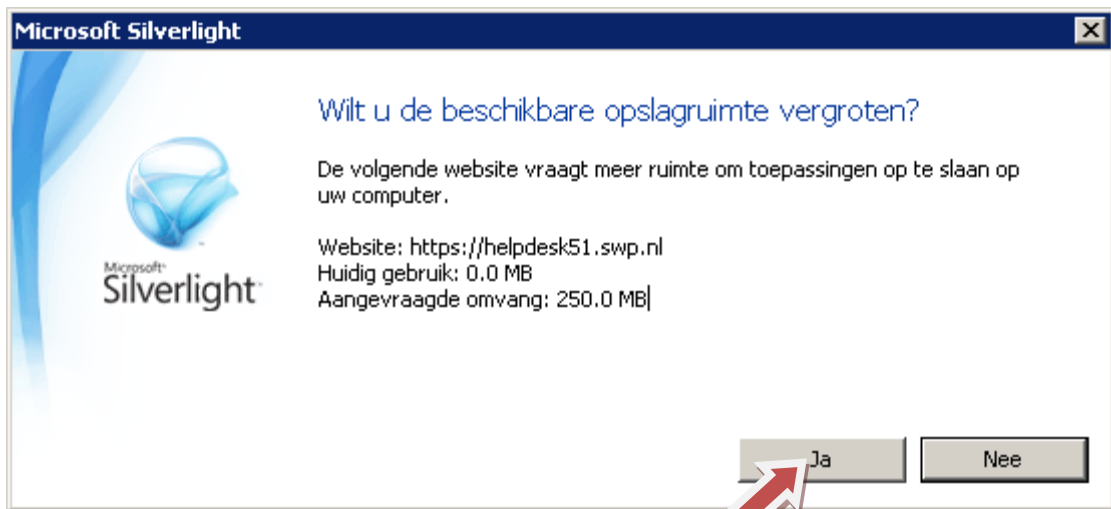 Microsoft Silverlight
Wilt u de beschikbare opslagruimte vergroten?
De volgende website vraagt meer ruimte om toepassingen op te slaan op
uw computer.
Website: https://helpdesk51.swp.nl
Huidig gebruik: 0.0 MB
Aangevraagde omvang: 250.0 MB
Microsoft
Silverlight
Ja
Nee